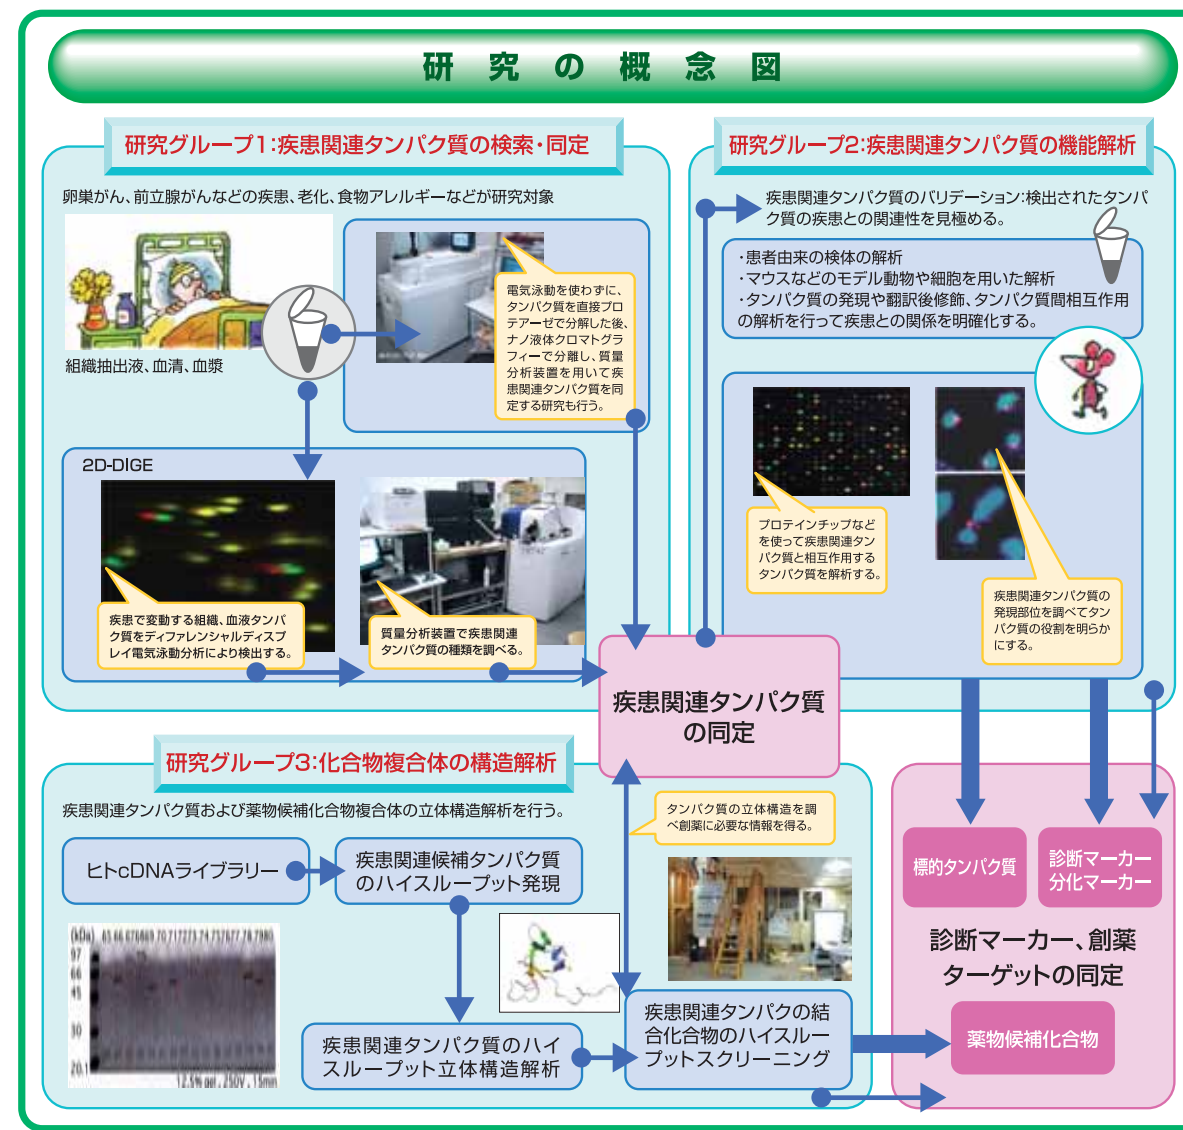 研究の概念図
研究グループ1:疾患関連タンパク質の検索・同定
卵巣がん、前立腺がんなどの疾患、老化、食物アレルギーなどが研究対象
組織抽出液、血清、血漿
電気泳動を使わずに、
タンパク質を直接プロ
テアーゼで分解した後、
ナノ液体クロマトグラ
フィーで分離し、質量
分析装置を用いて疾
患関連タンパク質を同
定する研究も行う。
2D-DIGE
疾患で変動する組織、血液タンパ
ク質をディファレンシャルディスプ
レイ電気泳動分析により検出する。
質量分析装置で疾患関連
タンパク質の種類を調べる。
研究グループ2:疾患関連タンパク質の機能解析
疾患関連タンパク質のバリデーション:検出されたタンパ
ク質の疾患との関連性を見極める。
・患者由来の検体の解析
・マウスなどのモデル動物や細胞を用いた解析
・タンパク質の発現や翻訳後修飾、タンパク質間相互作用
の解析を行って疾患との関係を明確化する。
プロテインチップなど
を使って疾患関連タン
パク質と相互作用する
タンパク質を解析する。
疾患関連タンパク質の
発現部位を調べてタン
パク質の役割を明らか
にする。
疾患関連タンパク質
の同定
研究グループ3:化合物複合体の構造解析
疾患関連タンパク質および薬物候補化合物複合体の立体構造解析を行う。
ヒトcDNAライブラリー
疾患関連候補タンパク質
のハイスループット発現
タンパク質の立体構造を調
べ創薬に必要な情報を得る。
(kDa)
97
66
45
30
20.1
12.5% gel , 250V , 15mm
疾患関連タンパク質のハイ
スループット立体構造解析
疾患関連タンパクの結
合化合物のハイスルー
プットスクリーニング
標的タンパク質
診断マーカー
分化マーカー
診断マーカー、創薬
ターゲットの同定
薬物候補化合物